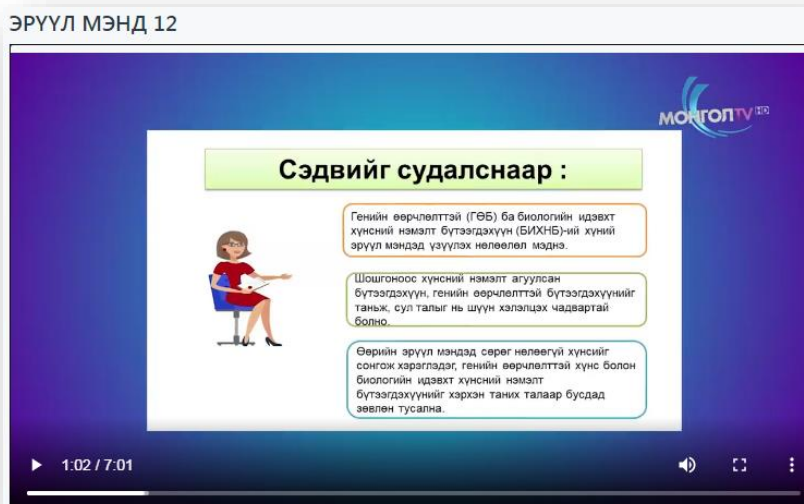 ЭРҮҮЛ МЭНД 12
МОНГОЛTV HD
Сэдвийг судалснаар :
Генийн өөрчлөлттэй (ГӨБ) ба биологийн идэвхт
хүнсний нэмэлт бүтээгдэхүүн (БИХНБ)-ий хүний
эрүүл мэндэд үзүүлэх нөлөөлөл мэднэ.
Шошгоноос хүнсний нэмэлт агуулсан
бүтээгдэхүүн, генийн өөрчлөлттэй бүтээгдэхүүнийг
таньж, сул талыг нь шүүн хэлэлцэх чадвартай
болно.
Өөрийн эрүүл мэндэд сөрөг нөлөөгүй хүнсийг
сонгож хэрэглэдэг, генийн өөрчлөлттэй хүнс болон
биологийн идэвхт хүнсний нэмэлт
бүтээгдэхүүнийг хэрхэн таних талаар бусдад
зөвлөн тусална.
1:02 / 7:01